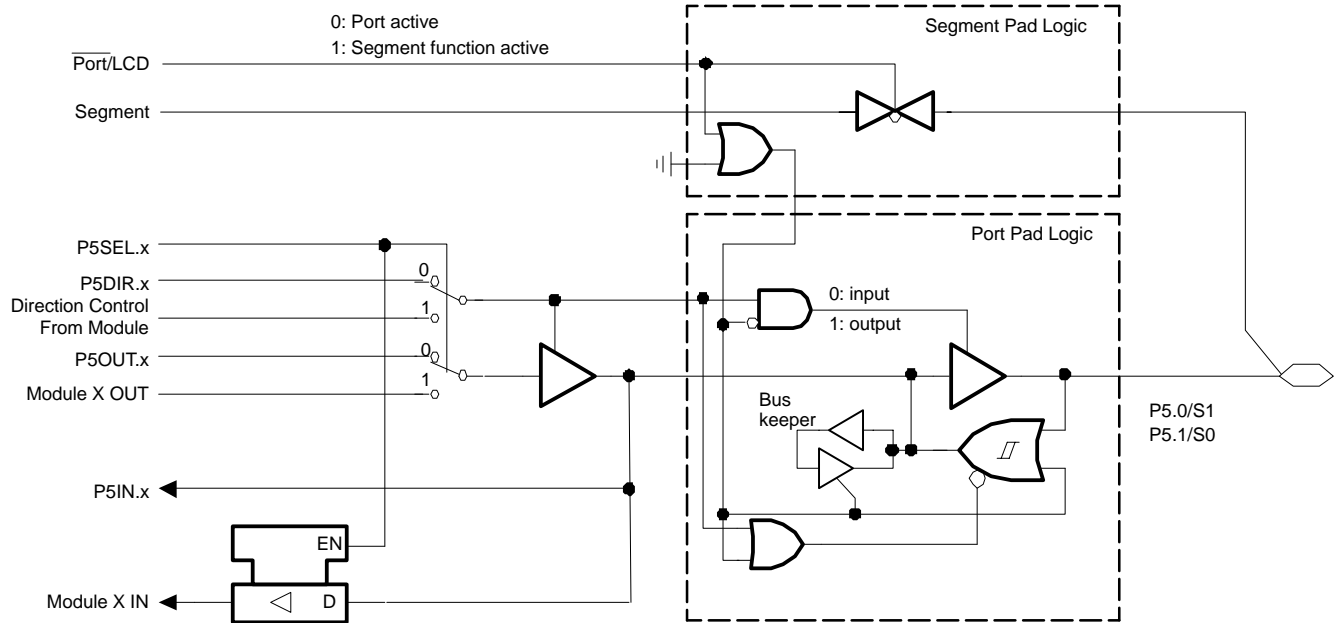 0: Port active
1: Segment function active
Segment Pad Logic
Port/LCD
Segment
Port Pad Logic
P5SEL.x
P5DIR.x
0
Direction Control
From Module
1
0: input
1: output
P5OUT.x
0
Module X OUT
1
Bus
keeper
P5.0/S1
P5.1/S0
P5IN.x
EN
Module X IN
D